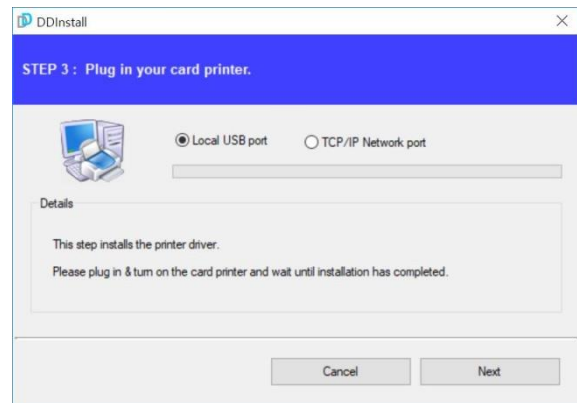 DDInstall
STEP 3 : Plug in your card printer.
Local USB port TCP/IP Network port
Details
This step installs the printer driver.
Please plug in & turn on the card printer and wait until installation has completed.
Cancel Next